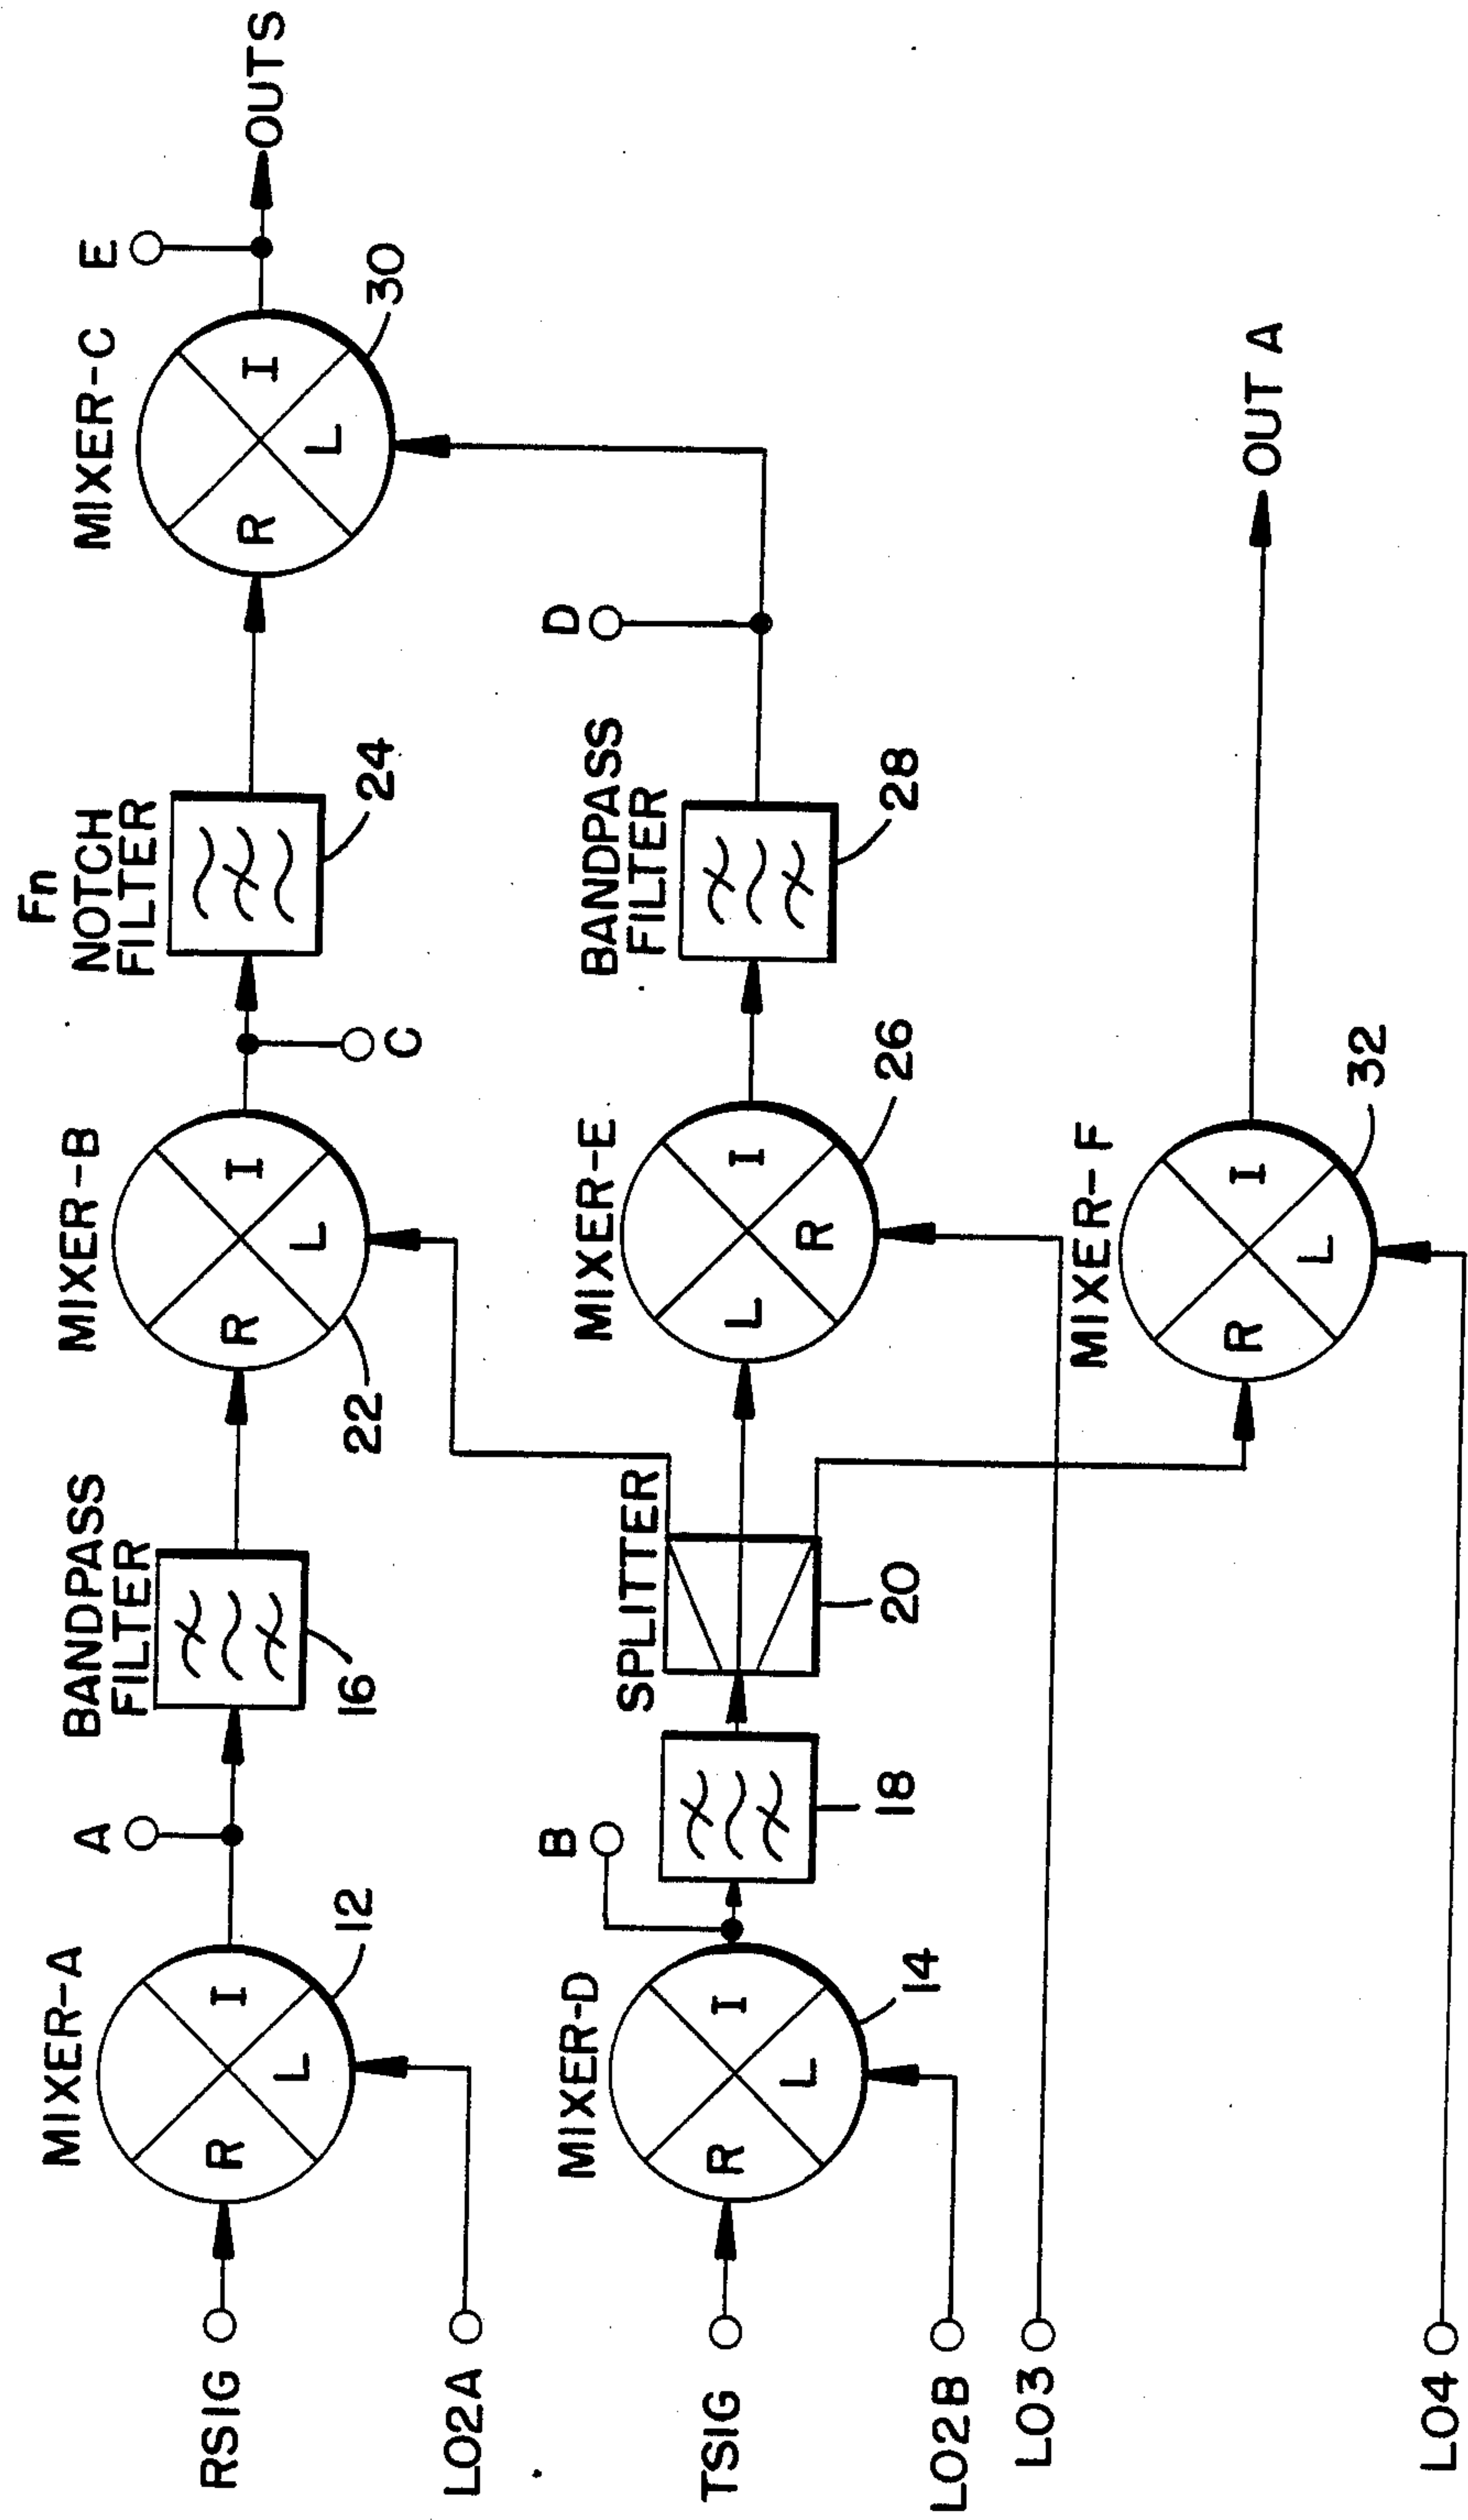 RSIG
LO2A
TSIG
LO2B
LO3
LO4
MIXER-A
R
I
L
12
A
BANDPASS
FILTER
16
MIXER-B
R
I
L
22
C
Fn
NOTCH
FILTER
24
MIXER-C
R
I
L
30
E
OUTS
MIXER-D
R
I
L
14
B
18
SPLITTER
20
MIXER-E
L
I
R
26
BANDPASS
FILTER
28
D
MIXER-F
R
I
L
32
OUT A